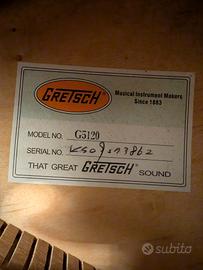 GRETSCH
Musical Instrument Makers
Since 1883
MODEL NO. G5120
SERIAL NO.
THAT GREAT GRETSCH SOUND
subito